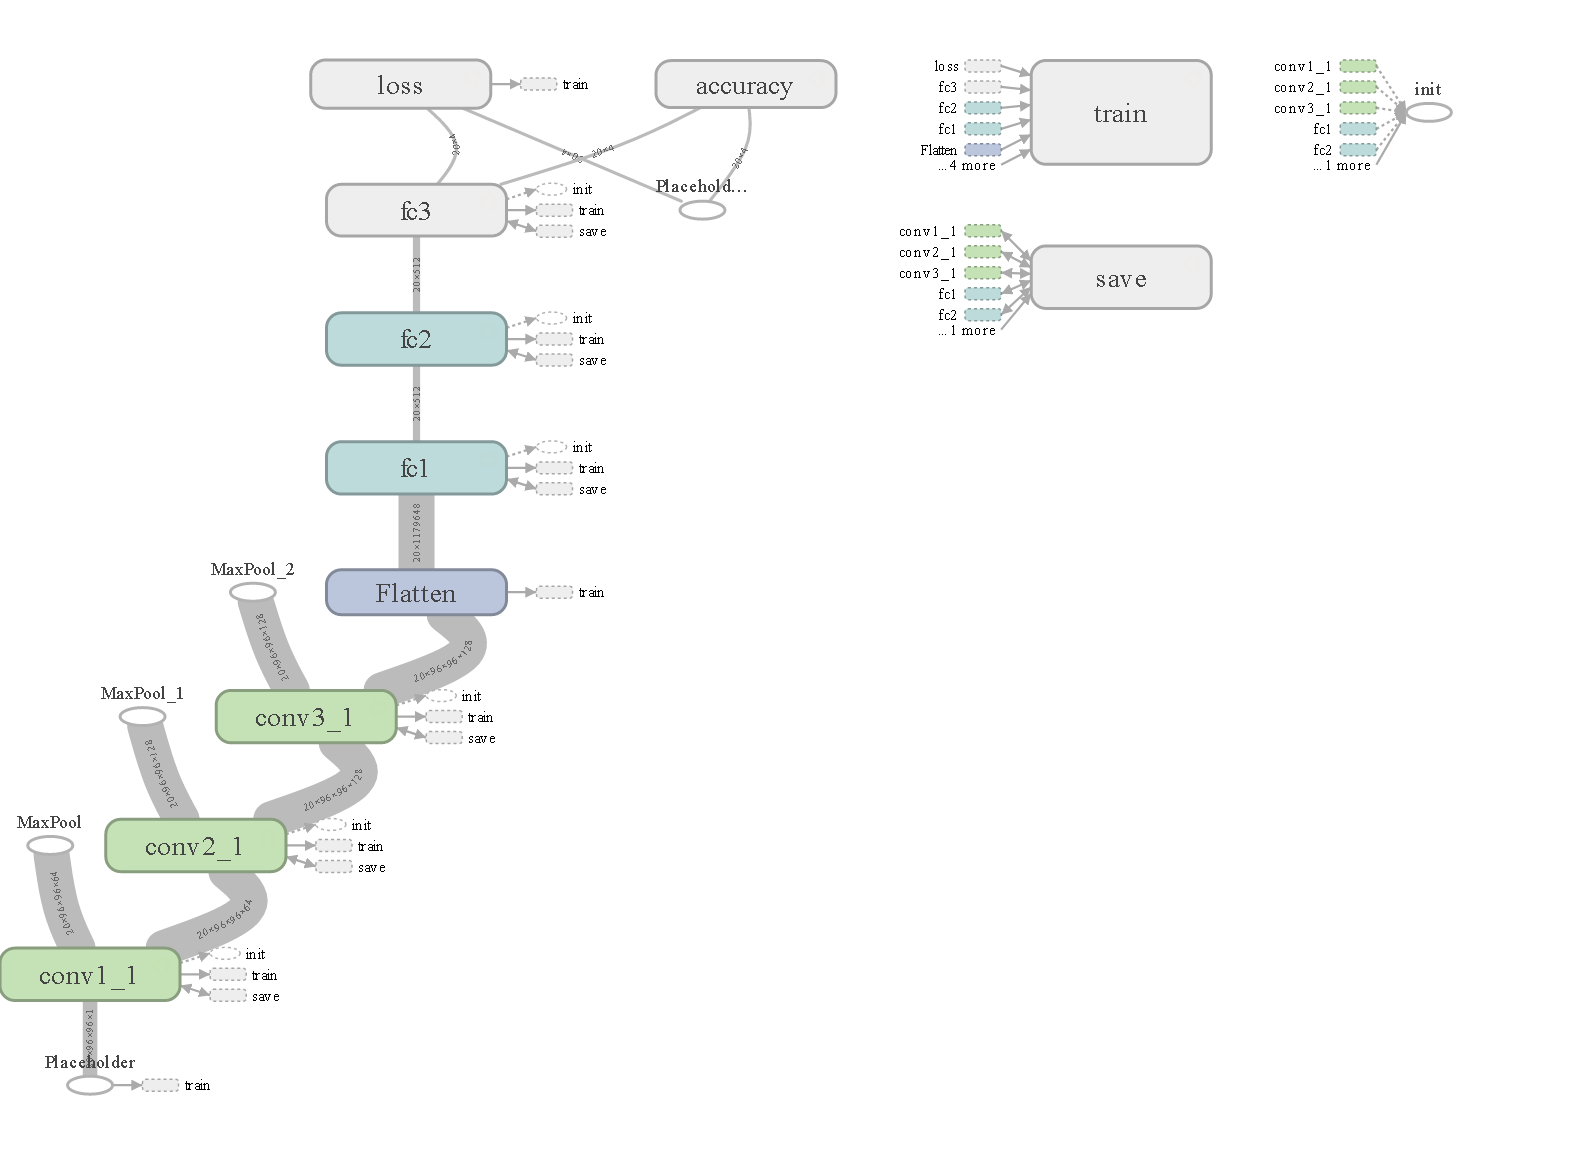 loss
train
accuracy
20×4
20×4
20×4
20×4
Placehold…
fc3
init
train
save
20×512
fc2
init
train
save
20×512
fc1
init
train
save
20×1179648
Flatten
train
MaxPool_2
20×96×96×128
20×96×96×128
conv3_1
init
train
save
MaxPool_1
20×96×96×128
20×96×96×128
conv2_1
init
train
save
MaxPool
20×96×96×64
20×96×96×64
conv1_1
init
train
save
×96×96×1
Placeholder
train
loss
fc3
fc2
fc1
Flatten
... 4 more
train
conv1_1
conv2_1
conv3_1
fc1
fc2
... 1 more
init
conv1_1
conv2_1
conv3_1
fc1
fc2
... 1 more
save